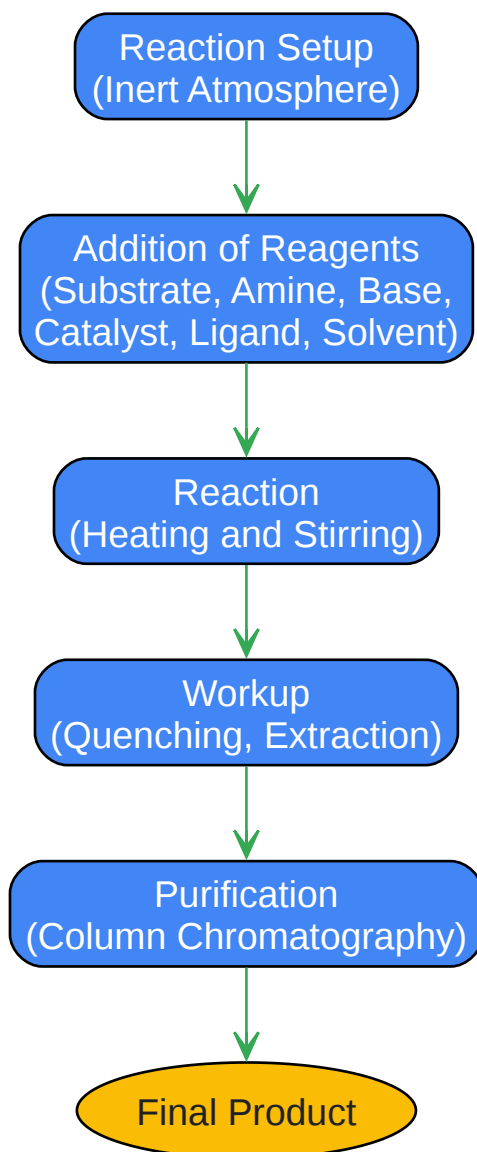 Reaction Setup
(Inert Atmosphere)
Addition of Reagents
(Substrate, Amine, Base,
Catalyst, Ligand, Solvent)
Reaction
(Heating and Stirring)
Workup
(Quenching, Extraction)
Purification
(Column Chromatography)
Final Product